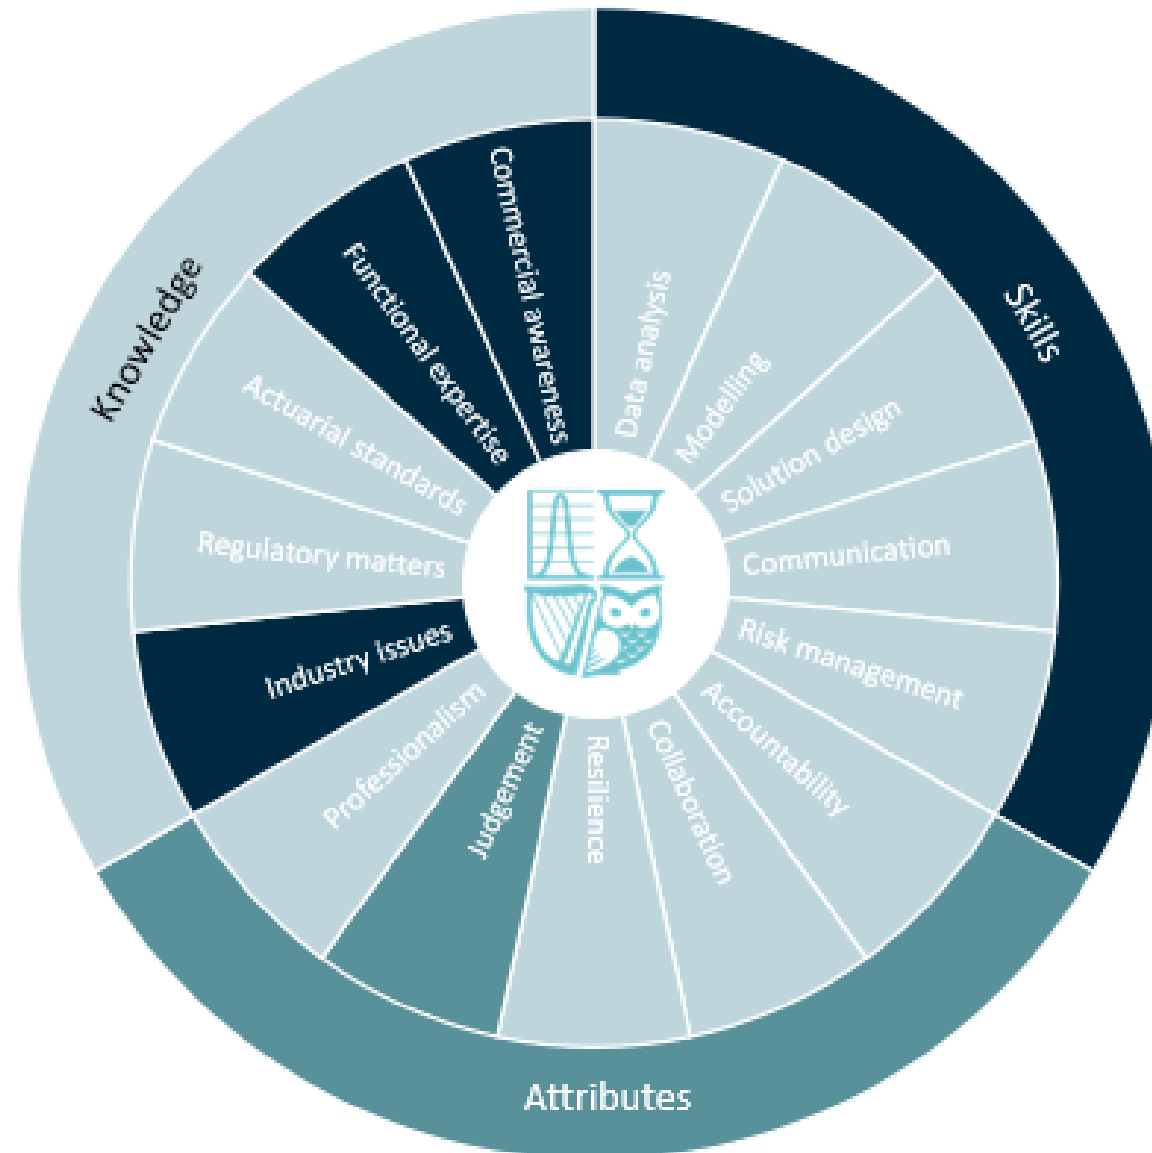 Knowledge
Skills
Attributes
Commercial awareness
Functional expertise
Actuarial standards
Regulatory matters
Industry issues
Data analysis
Modelling
Solution design
Communication
Risk management
Accountability
Collaboration
Resilience
Judgement
Professionalism